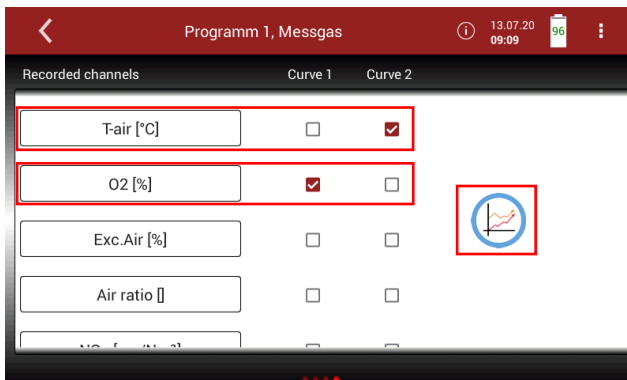 Programm 1, Messgas
13.07.20
09:09
96
Recorded channels Curve 1 Curve 2
T-air [°C]
O2 [%]
Exc.Air [%]
Air ratio []